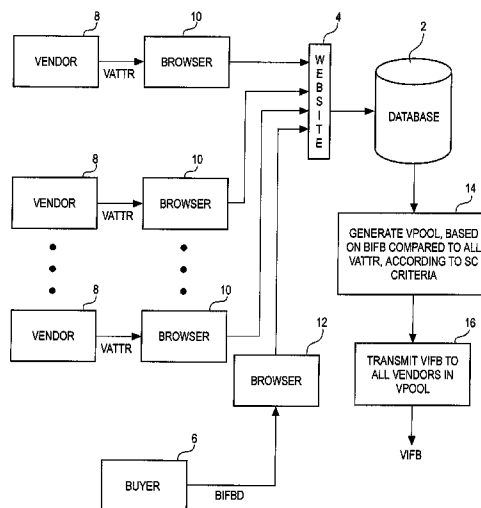 8
10
4
2
VENDOR
VATTR
BROWSER
WEBSITE
DATABASE
8
10
VENDOR
VATTR
BROWSER
14
GENERATE VPOOL, BASED
ON BIFB COMPARED TO ALL
VATTR, ACCORDING TO SC
CRITERIA
8
10
VENDOR
VATTR
BROWSER
12
BROWSER
16
TRANSMIT VIFB TO
ALL VENDORS IN
VPOOL
VIFB
6
BUYER
BIFBD